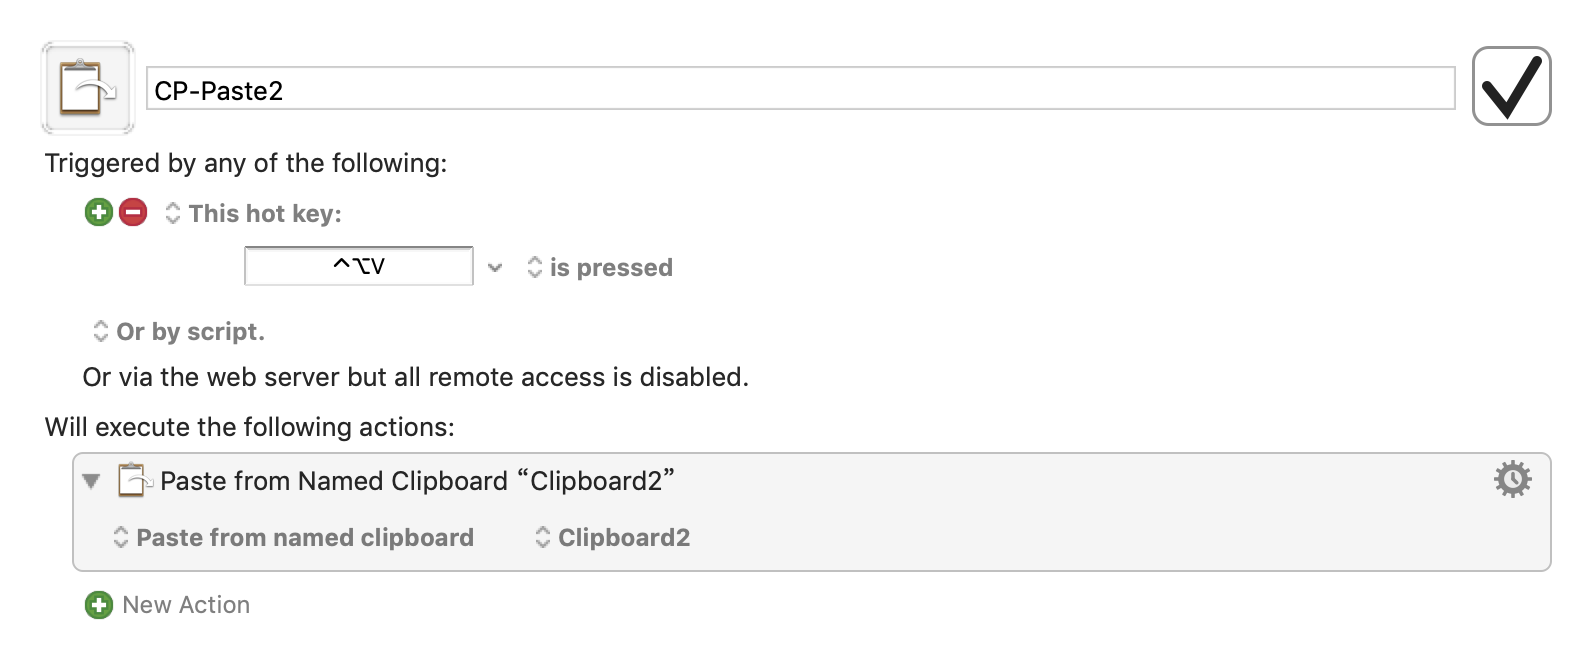 CP-Paste2
Triggered by any of the following:
This hot key:
^⌥V is pressed
Or by script.
Or via the web server but all remote access is disabled.
Will execute the following actions:
Paste from Named Clipboard “Clipboard2”
Paste from named clipboard Clipboard2
New Action